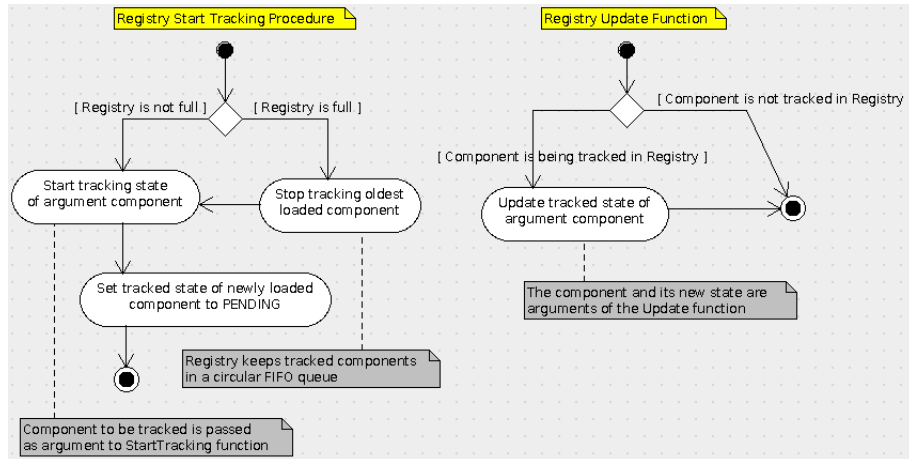 Registry Start Tracking Procedure
[ Registry is not full ]
[ Registry is full ]
Start tracking state
of argument component
Stop tracking oldest
loaded component
Set tracked state of newly loaded
component to PENDING
Registry keeps tracked components
in a circular FIFO queue
Component to be tracked is passed
as argument to StartTracking function
Registry Update Function
[ Component is not tracked in Registry
[ Component is being tracked in Registry ]
Update tracked state of
argument component
The component and its new state are
arguments of the Update function